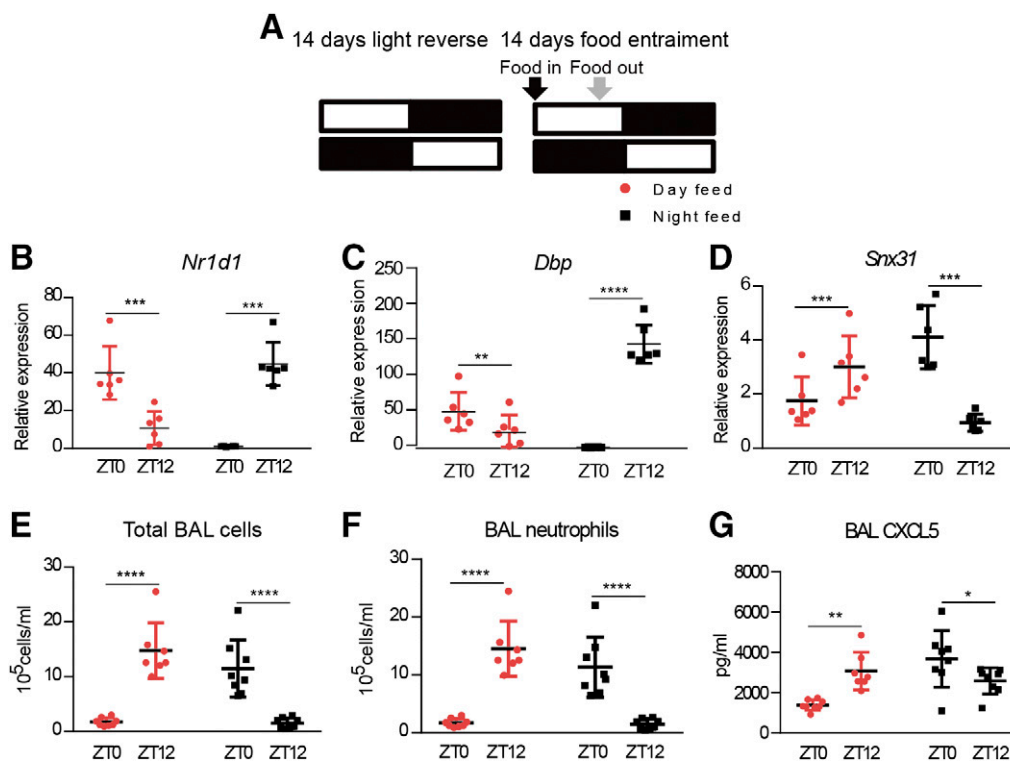 A
14 days light reverse 14 days food entraiment
Food in Food out
Day feed
Night feed
B
Nr1d1
Relative expression
80
60
40
20
0
***
***
ZT0 ZT12 ZT0 ZT12
C
Dbp
Relative expression
250
200
150
100
50
0
**
****
ZT0 ZT12 ZT0 ZT12
D
Snx31
Relative expression
6
4
2
0
***
***
ZT0 ZT12 ZT0 ZT12
E
Total BAL cells
10⁵cells/ml
30
20
10
0
****
****
ZT0 ZT12 ZT0 ZT12
F
BAL neutrophils
10⁵cells/ml
30
20
10
0
****
****
ZT0 ZT12 ZT0 ZT12
G
BAL CXCL5
pg/ml
8000
6000
4000
2000
0
**
*
ZT0 ZT12 ZT0 ZT12